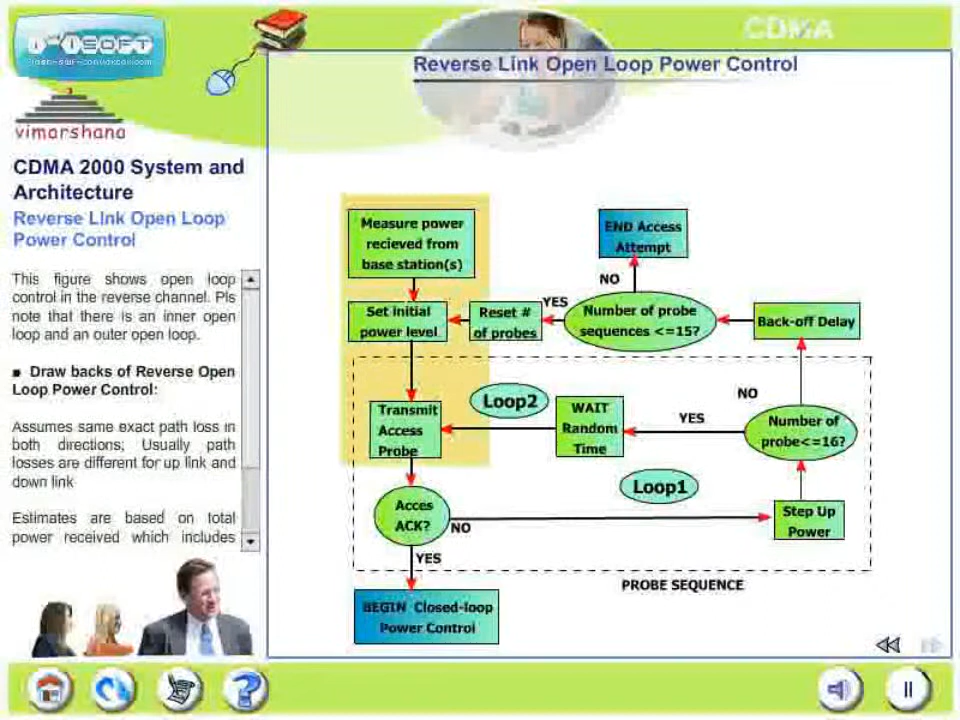 CDMA
Reverse Link Open Loop Power Control
vimarshana
CDMA 2000 System and
Architecture
Reverse LInk Open Loop
Power Control
This figure shows open loop
control in the reverse channel. Pls
note that there is an inner open
loop and an outer open loop.
■ Draw backs of Reverse Open
Loop Power Control:
Assumes same exact path loss in
both directions; Usually path
losses are different for up link and
down link
Estimates are based on total
power received which includes
Measure power
recieved from
base station(s)
END Access
Attempt
NO
Set initial
power level
Reset #
of probes
YES
Number of probe
sequences <=15?
Back-off Delay
Transmit
Access
Probe
Loop2
WAIT
Random
Time
YES
NO
Number of
probe<=16?
Loop1
Acces
ACK?
NO
Step Up
Power
YES
PROBE SEQUENCE
BEGIN Closed-loop
Power Control